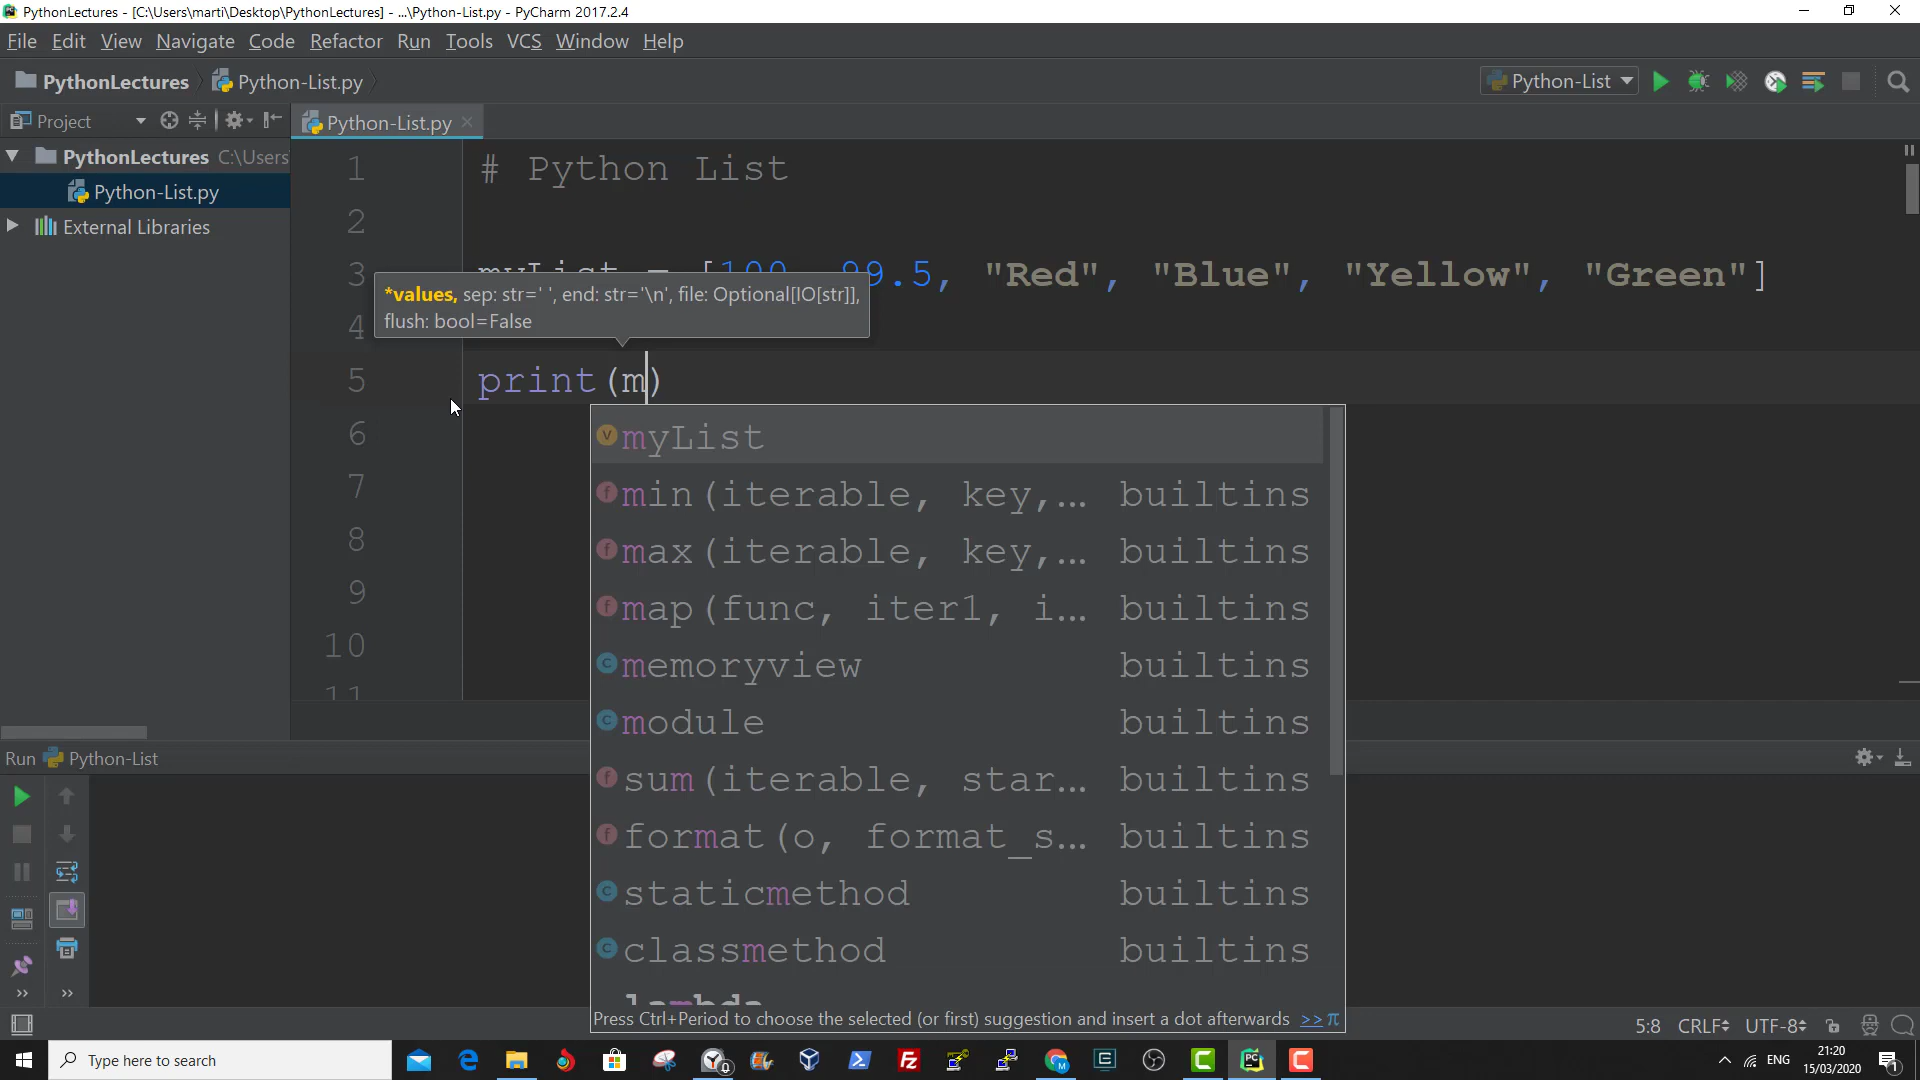 PythonLectures - [C:\Users\marti\Desktop\PythonLectures] - ...\Python-List.py - PyCharm 2017.2.4
File Edit View Navigate Code Refactor Run Tools VCS Window Help
PythonLectures Python-List.py Python-List
Project Python-List.py
PythonLectures C:\Users
Python-List.py
External Libraries
1 # Python List
2
3 myList = [100, 99.5, "Red", "Blue", "Yellow", "Green"]
*values, sep: str=' ', end: str='\n', file: Optional[IO[str]],
flush: bool=False
4
5 print(m)
6
7
8
9
10
11
myList
min(iterable, key,... builtins
max(iterable, key,... builtins
map(func, iter1, i... builtins
memoryview builtins
module builtins
sum(iterable, star... builtins
format(o, format_s... builtins
staticmethod builtins
classmethod builtins
lambda
Press Ctrl+Period to choose the selected (or first) suggestion and insert a dot afterwards >> π
Run Python-List
5:8 CRLF UTF-8
Type here to search
ENG 21:20
15/03/2020